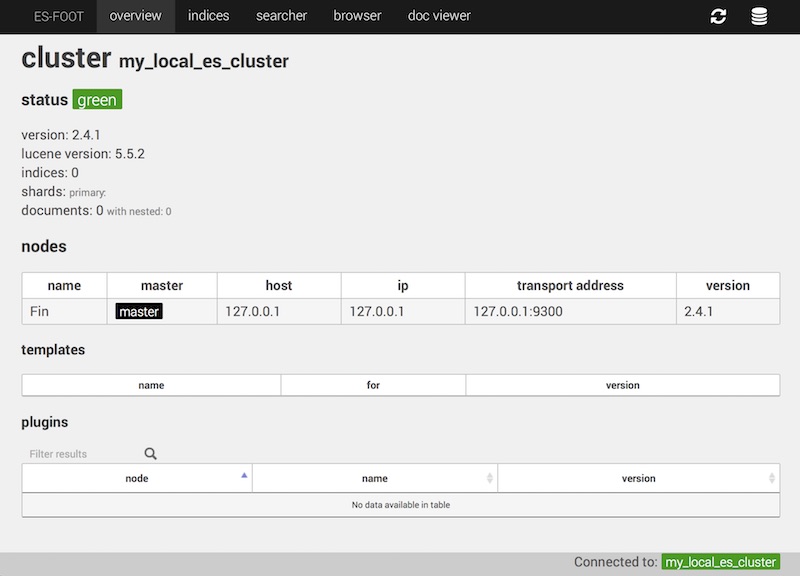 ES-FOOT overview indices searcher browser doc viewer
cluster my_local_es_cluster
status green
version: 2.4.1
lucene version: 5.5.2
indices: 0
shards: primary:
documents: 0 with nested: 0
nodes
name master host ip transport address version
Fin master 127.0.0.1 127.0.0.1 127.0.0.1:9300 2.4.1
templates
name for version
plugins
Filter results
node name version
No data available in table
Connected to: my_local_es_cluster